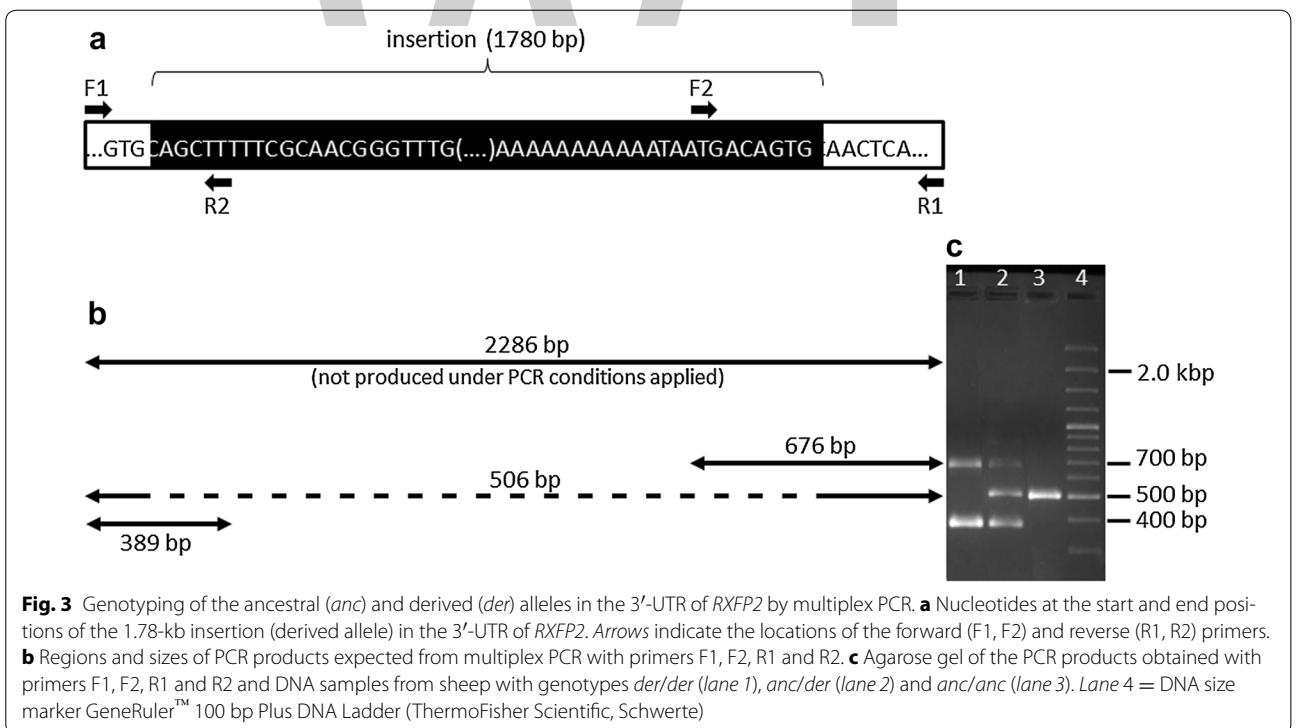 a
insertion (1780 bp)
F1
F2
...GTGCAGCTTTTTCGCAACGGGTTTG(....)AAAAAAAAAAAATAATGACAGTGCAACTCA...
R2
R1
c
1 2 3 4
b
2286 bp
(not produced under PCR conditions applied)
2.0 kbp
676 bp
700 bp
506 bp
500 bp
400 bp
389 bp
Fig. 3 Genotyping of the ancestral (anc) and derived (der) alleles in the 3′-UTR of RXFP2 by multiplex PCR. a Nucleotides at the start and end posi-
tions of the 1.78-kb insertion (derived allele) in the 3′-UTR of RXFP2. Arrows indicate the locations of the forward (F1, F2) and reverse (R1, R2) primers.
b Regions and sizes of PCR products expected from multiplex PCR with primers F1, F2, R1 and R2. c Agarose gel of the PCR products obtained with
primers F1, F2, R1 and R2 and DNA samples from sheep with genotypes der/der (lane 1), anc/der (lane 2) and anc/anc (lane 3). Lane 4 = DNA size
marker GeneRuler™ 100 bp Plus DNA Ladder (ThermoFisher Scientific, Schwerte)